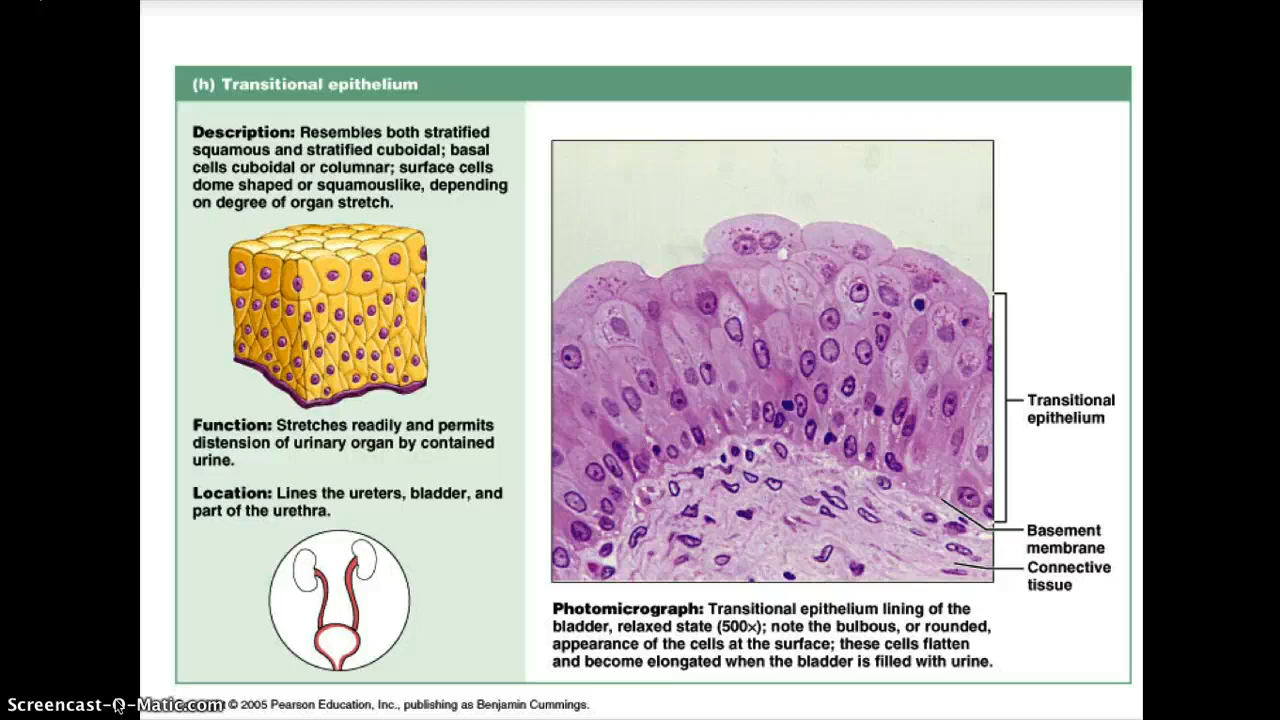 (h) Transitional epithelium
Description: Resembles both stratified
squamous and stratified cuboidal; basal
cells cuboidal or columnar; surface cells
dome shaped or squamouslike, depending
on degree of organ stretch.
Function: Stretches readily and permits
distension of urinary organ by contained
urine.
Location: Lines the ureters, bladder, and
part of the urethra.
Transitional
epithelium
Basement
membrane
Connective
tissue
Photomicrograph: Transitional epithelium lining of the
bladder, relaxed state (500×); note the bulbous, or rounded,
appearance of the cells at the surface; these cells flatten
and become elongated when the bladder is filled with urine.
Screencast-O-Matic.com
© 2005 Pearson Education, Inc., publishing as Benjamin Cummings.